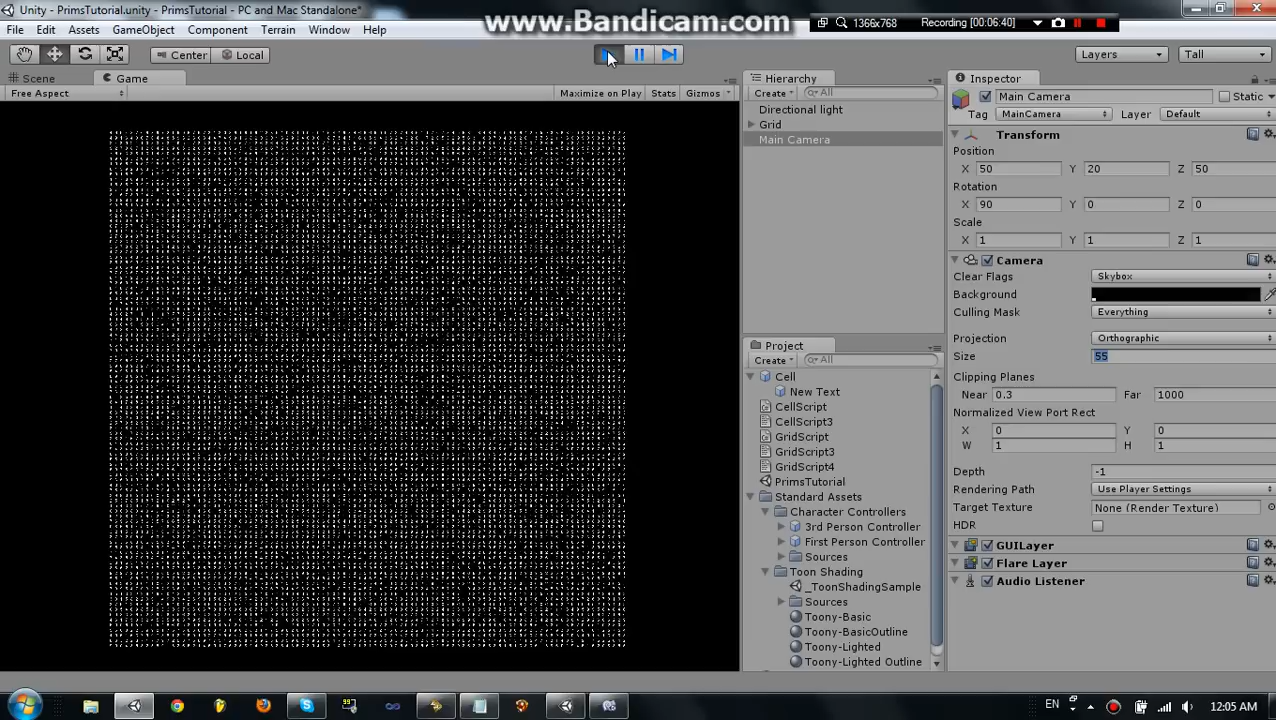 Unity - PrimsTutorial.unity - PrimsTutorial - PC and Mac Standalone*
www.Bandicam.com
1366x768
Recording [00:06:40]
File Edit Assets GameObject Component Terrain Window Help
Center Local
Layers
Tall
Scene Game
Free Aspect
Maximize on Play Stats Gizmos
Hierarchy
Create All
Directional light
Grid
Main Camera
Project
Create All
Cell
New Text
CellScript
CellScript3
GridScript
GridScript3
GridScript4
PrimsTutorial
Standard Assets
Character Controllers
3rd Person Controller
First Person Controller
Sources
Toon Shading
_ToonShadingSample
Sources
Toony-Basic
Toony-BasicOutline
Toony-Lighted
Toony-Lighted Outline
Inspector
Main Camera Static
Tag MainCamera Layer Default
Transform
Position
X 50 Y 20 Z 50
Rotation
X 90 Y 0 Z 0
Scale
X 1 Y 1 Z 1
Camera
Clear Flags Skybox
Background
Culling Mask Everything
Projection Orthographic
Size 55
Clipping Planes
Near 0.3 Far 1000
Normalized View Port Rect
X 0 Y 0
W 1 H 1
Depth -1
Rendering Path Use Player Settings
Target Texture None (Render Texture)
HDR
GUILayer
Flare Layer
Audio Listener
EN 12:05 AM